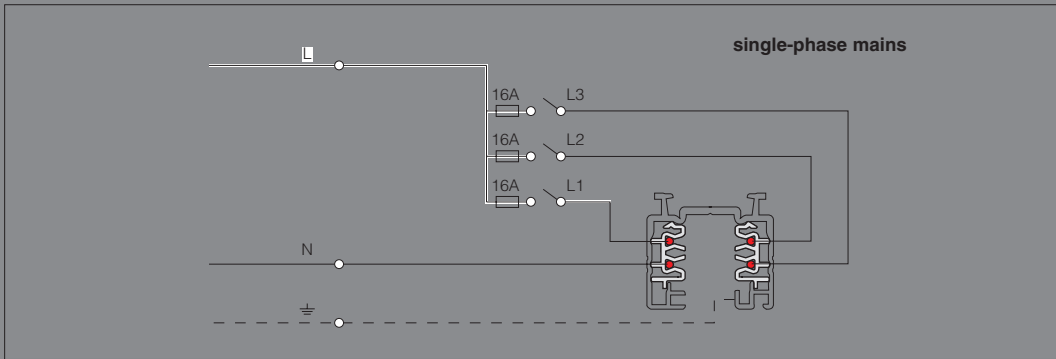 single-phase mains
L
16A L3
16A L2
16A L1
N